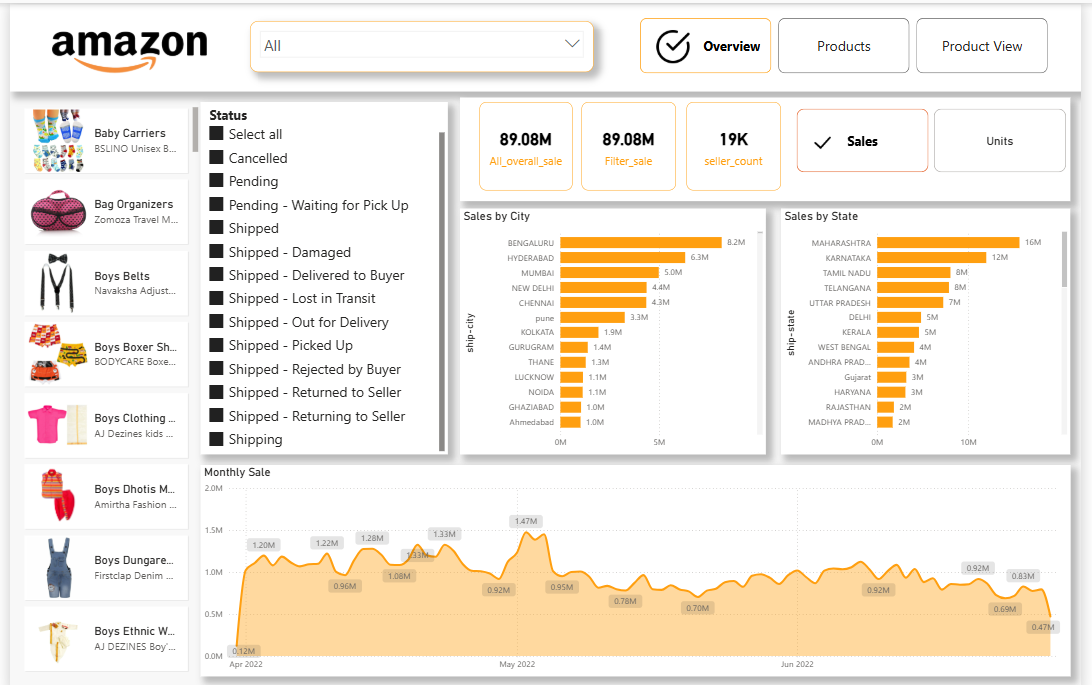 amazon
All
Overview
Products
Product View
Baby Carriers
BSLINO Unisex B...
Bag Organizers
Zomoza Travel M...
Boys Belts
Navaksha Adjust...
Boys Boxer Sh...
BODYCARE Boxe...
Boys Clothing ...
AJ Dezines kids ...
Boys Dhotis M...
Amirtha Fashion ...
Boys Dungare...
Firstclap Denim ...
Boys Ethnic W...
AJ DEZINES Boy'...
Status
Select all
Cancelled
Pending
Pending - Waiting for Pick Up
Shipped
Shipped - Damaged
Shipped - Delivered to Buyer
Shipped - Lost in Transit
Shipped - Out for Delivery
Shipped - Picked Up
Shipped - Rejected by Buyer
Shipped - Returned to Seller
Shipped - Returning to Seller
Shipping
89.08M
All_overall_sale
89.08M
Filter_sale
19K
seller_count
Sales
Units
Sales by City
ship-city
BENGALURU 8.2M
HYDERABAD 6.3M
MUMBAI 5.0M
NEW DELHI 4.4M
CHENNAI 4.3M
pune 3.3M
KOLKATA 1.9M
GURUGRAM 1.4M
THANE 1.3M
LUCKNOW 1.1M
NOIDA 1.1M
GHAZIABAD 1.0M
Ahmedabad 1.0M
0M 5M
Sales by State
ship-state
MAHARASHTRA 16M
KARNATAKA 12M
TAMIL NADU 8M
TELANGANA 8M
UTTAR PRADESH 7M
DELHI 5M
KERALA 5M
WEST BENGAL 4M
ANDHRA PRAD... 4M
Gujarat 3M
HARYANA 3M
RAJASTHAN 2M
MADHYA PRAD... 2M
0M 10M
Monthly Sale
2.0M
1.5M
1.0M
0.5M
0.0M
0.12M
1.20M
1.22M
0.96M
1.28M
1.08M
1.33M
1.33M
0.92M
1.47M
0.95M
0.78M
0.70M
0.92M
0.92M
0.69M
0.83M
0.47M
Apr 2022 May 2022 Jun 2022